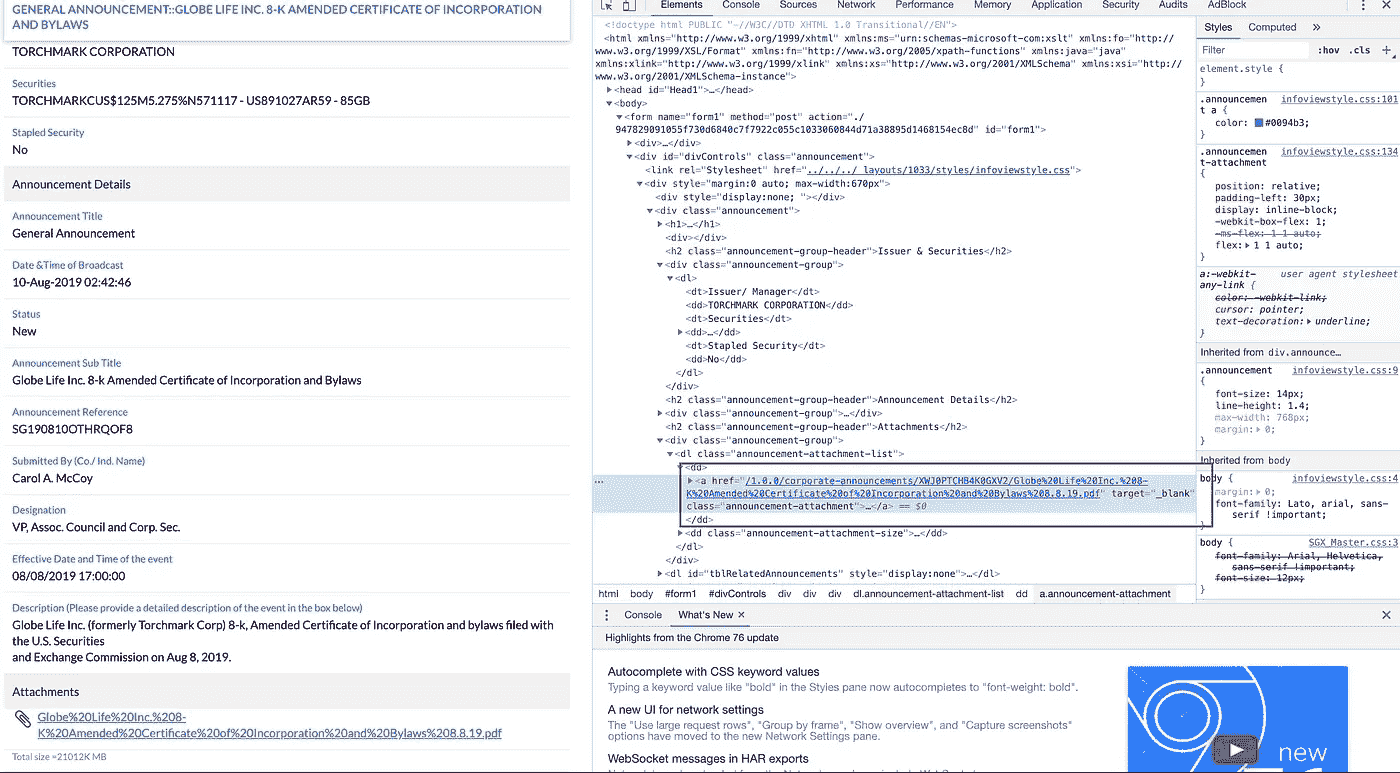 GENERAL ANNOUNCEMENT::GLOBE LIFE INC. 8-K AMENDED CERTIFICATE OF INCORPORATION
AND BYLAWS
TORCHMARK CORPORATION
Securities
TORCHMARKCUS$125M5.275%N571117 - US891027AR59 - 85GB
Stapled Security
No
Announcement Details
Announcement Title
General Announcement
Date &Time of Broadcast
10-Aug-2019 02:42:46
Status
New
Announcement Sub Title
Globe Life Inc. 8-k Amended Certificate of Incorporation and Bylaws
Announcement Reference
SG190810OTHRQOF8
Submitted By (Co./ Ind. Name)
Carol A. McCoy
Designation
VP, Assoc. Council and Corp. Sec.
Effective Date and Time of the event
08/08/2019 17:00:00
Description (Please provide a detailed description of the event in the box below)
Globe Life Inc. (formerly Torchmark Corp) 8-k, Amended Certificate of Incorporation and bylaws filed with
the U.S. Securities
and Exchange Commission on Aug 8, 2019.
Attachments
Globe%20Life%20Inc.%208-
K%20Amended%20Certificate%20of%20Incorporation%20and%20Bylaws%208.8.19.pdf
Total size =21012K MB
Elements Console Sources Network Performance Memory Application Security Audits AdBlock
<!doctype html PUBLIC "-//W3C//DTD XHTML 1.0 Transitional//EN">
<html xmlns="http://www.w3.org/1999/xhtml" xmlns:ms="urn:schemas-microsoft-com:xslt" xmlns:fo="http://
www.w3.org/1999/XSL/Format" xmlns:fn="http://www.w3.org/2005/xpath-functions" xmlns:java="java"
xmlns:xlink="http://www.w3.org/1999/xlink" xmlns:xs="http://www.w3.org/2001/XMLSchema" xmlns:xsi="http://
www.w3.org/2001/XMLSchema-instance">
<head id="Head1">…</head>
<body>
<form name="form1" method="post" action="./
947829091055f730d6840c7f7922c055c1033060844d71a38895d1468154ec8d" id="form1">
<div>…</div>
<div id="divControls" class="announcement">
<link rel="Stylesheet" href="../../../_layouts/1033/styles/infoviewstyle.css">
<div style="margin:0 auto; max-width:670px">
<div style="display:none; "></div>
<div class="announcement">
<h1>…</h1>
<div></div>
<h2 class="announcement-group-header">Issuer & Securities</h2>
<div class="announcement-group">
<dl>
<dt>Issuer/ Manager</dt>
<dd>TORCHMARK CORPORATION</dd>
<dt>Securities</dt>
<dd>…</dd>
<dt>Stapled Security</dt>
<dd>No</dd>
</dl>
</div>
<h2 class="announcement-group-header">Announcement Details</h2>
<div class="announcement-group">…</div>
<h2 class="announcement-group-header">Attachments</h2>
<div class="announcement-group">
<dl class="announcement-attachment-list">
<dd>
… <a href="/1.0.0/corporate-announcements/XWJ0PTCHB4K0GXV2/Globe%20Life%20Inc.%208-
K%20Amended%20Certificate%20of%20Incorporation%20and%20Bylaws%208.8.19.pdf" target="_blank"
class="announcement-attachment">…</a> == $0
</dd>
<dd class="announcement-attachment-size">…</dd>
</dl>
</div>
<dl id="tblRelatedAnnouncements" style="display:none">…</dl>
html body #form1 #divControls div div div dl.announcement-attachment-list dd a.announcement-attachment
Styles Computed »
Filter :hov .cls +
element.style {
}
.announcemen infoviewstyle.css:101
t a {
color: #0094b3;
}
.announcemen infoviewstyle.css:134
t-attachment
{
position: relative;
padding-left: 30px;
display: inline-block;
-webkit-box-flex: 1;
-ms-flex: 1 1 auto;
flex: 1 1 auto;
}
a:-webkit- user agent stylesheet
any-link {
color: -webkit-link;
cursor: pointer;
text-decoration: underline;
}
Inherited from div.announce…
.announcement infoviewstyle.css:9
{
font-size: 14px;
line-height: 1.4;
max-width: 768px;
margin: 0;
}
Inherited from body
body { infoviewstyle.css:4
margin: 0;
font-family: Lato, arial, sans-
serif !important;
}
body { SGX_Master.css:3
font-family: Arial, Helvetica,
sans-serif !important;
font-size: 12px;
}
Console What's New ×
Highlights from the Chrome 76 update
Autocomplete with CSS keyword values
Typing a keyword value like "bold" in the Styles pane now autocompletes to "font-weight: bold".
A new UI for network settings
The "Use large request rows", "Group by frame", "Show overview", and "Capture screenshots"
options have moved to the new Network Settings pane.
WebSocket messages in HAR exports
new